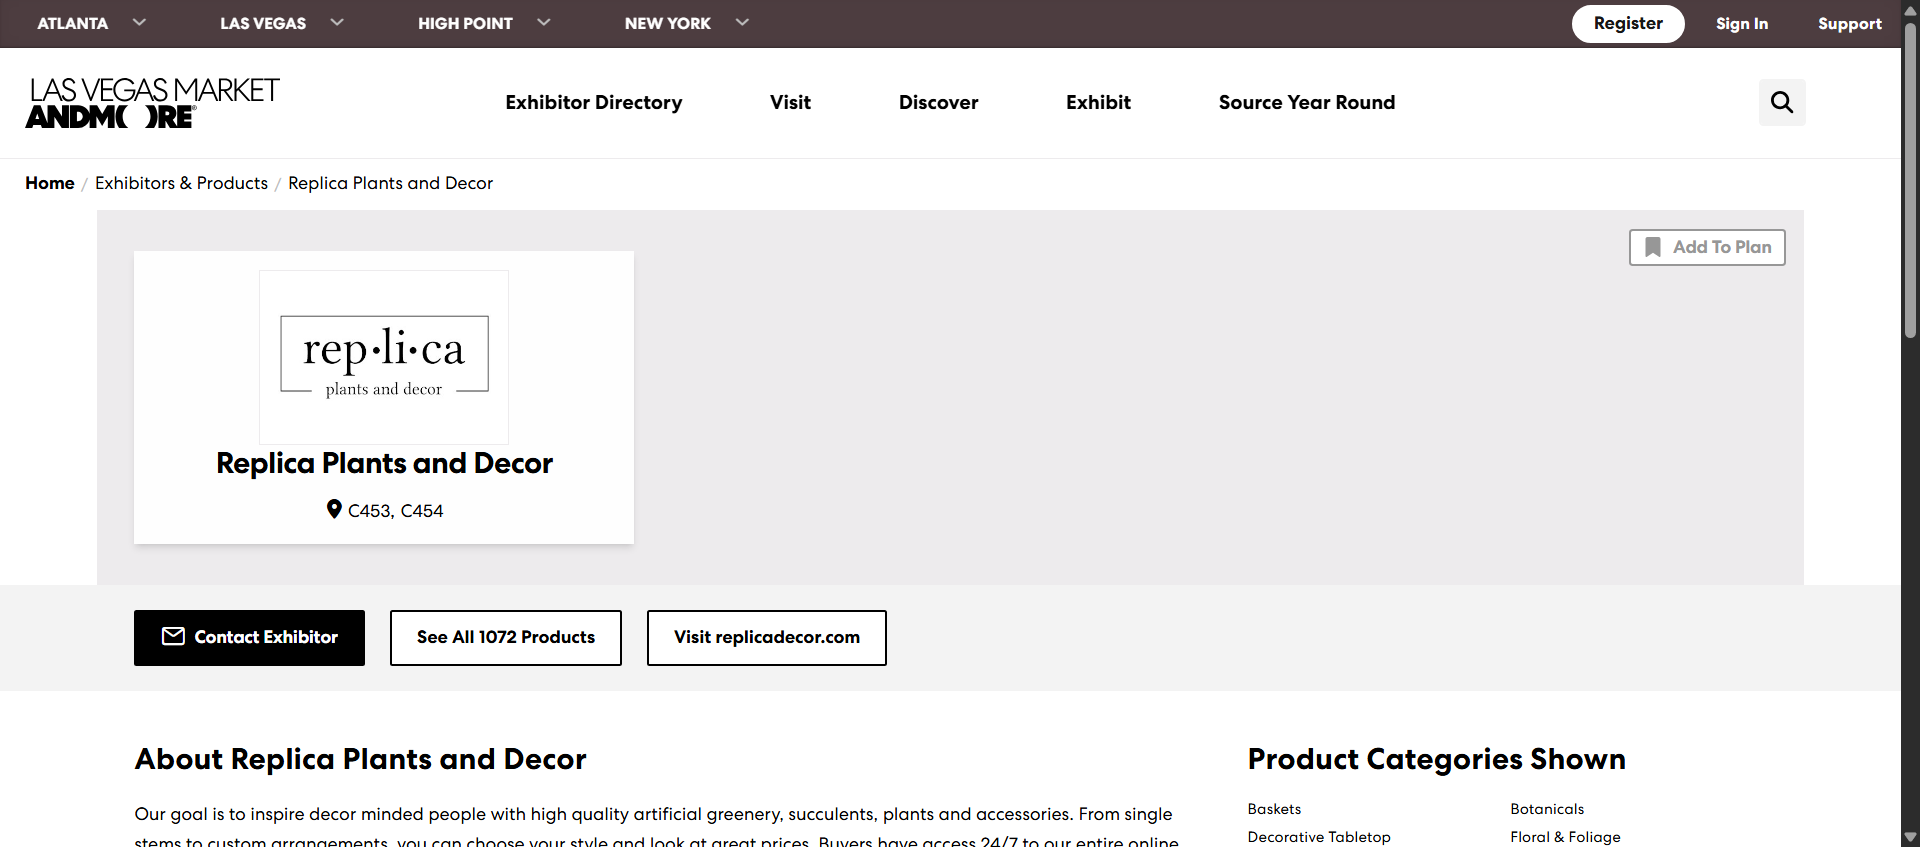 ATLANTA LAS VEGAS HIGH POINT NEW YORK Register Sign In Support
LAS VEGAS MARKET
ANDMORE®
Exhibitor Directory Visit Discover Exhibit Source Year Round
Home / Exhibitors & Products / Replica Plants and Decor
Add To Plan
rep·li·ca
plants and decor
Replica Plants and Decor
C453, C454
Contact Exhibitor See All 1072 Products Visit replicadecor.com
About Replica Plants and Decor
Our goal is to inspire decor minded people with high quality artificial greenery, succulents, plants and accessories. From single
stems to custom arrangements, you can choose your style and look at great prices. Buyers have access 24/7 to our entire online
Product Categories Shown
Baskets Botanicals
Decorative Tabletop Floral & Foliage